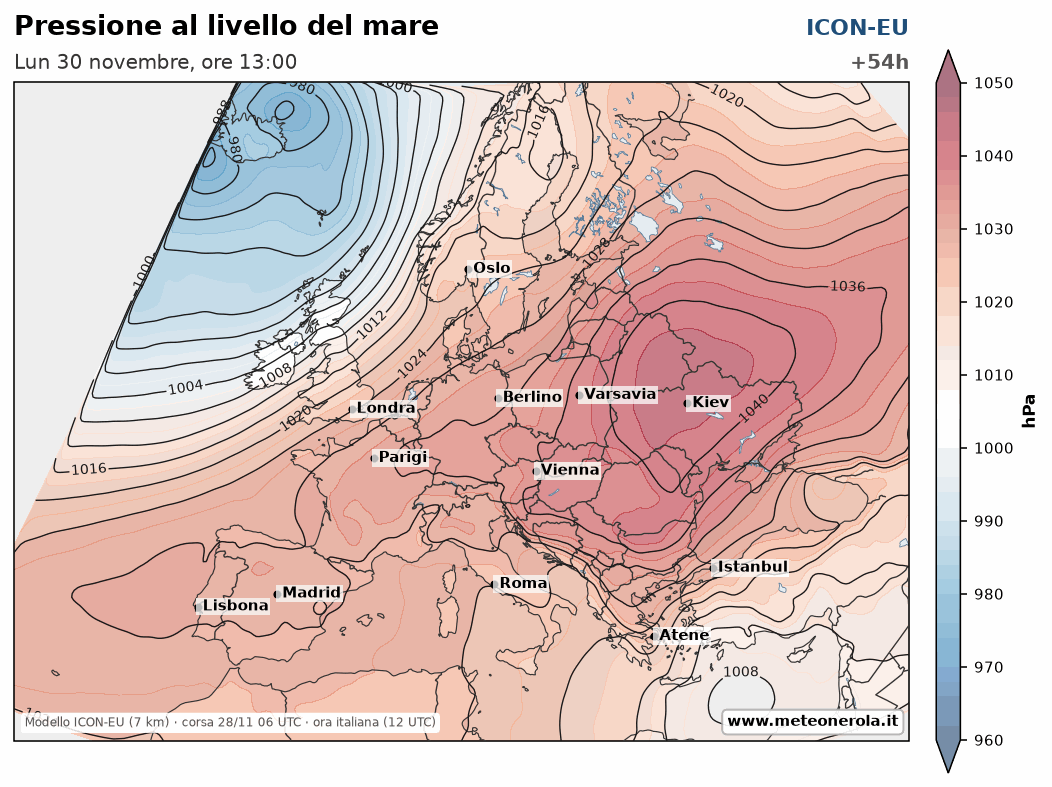 Pressione al livello del mare
ICON-EU
Lun 30 novembre, ore 13:00
+54h
980
1020
988
1016
980
1028
1000
Oslo
1036
1012
1024
1008
1004
Berlino
Varsavia
Kiev
Londra
1040
1020
Parigi
1016
Vienna
Istanbul
Roma
Madrid
Lisbona
Atene
1008
Modello ICON-EU (7 km) · corsa 28/11 06 UTC · ora italiana (12 UTC)
www.meteonerola.it
1050
1040
1030
1020
1010
1000
990
980
970
960
hPa